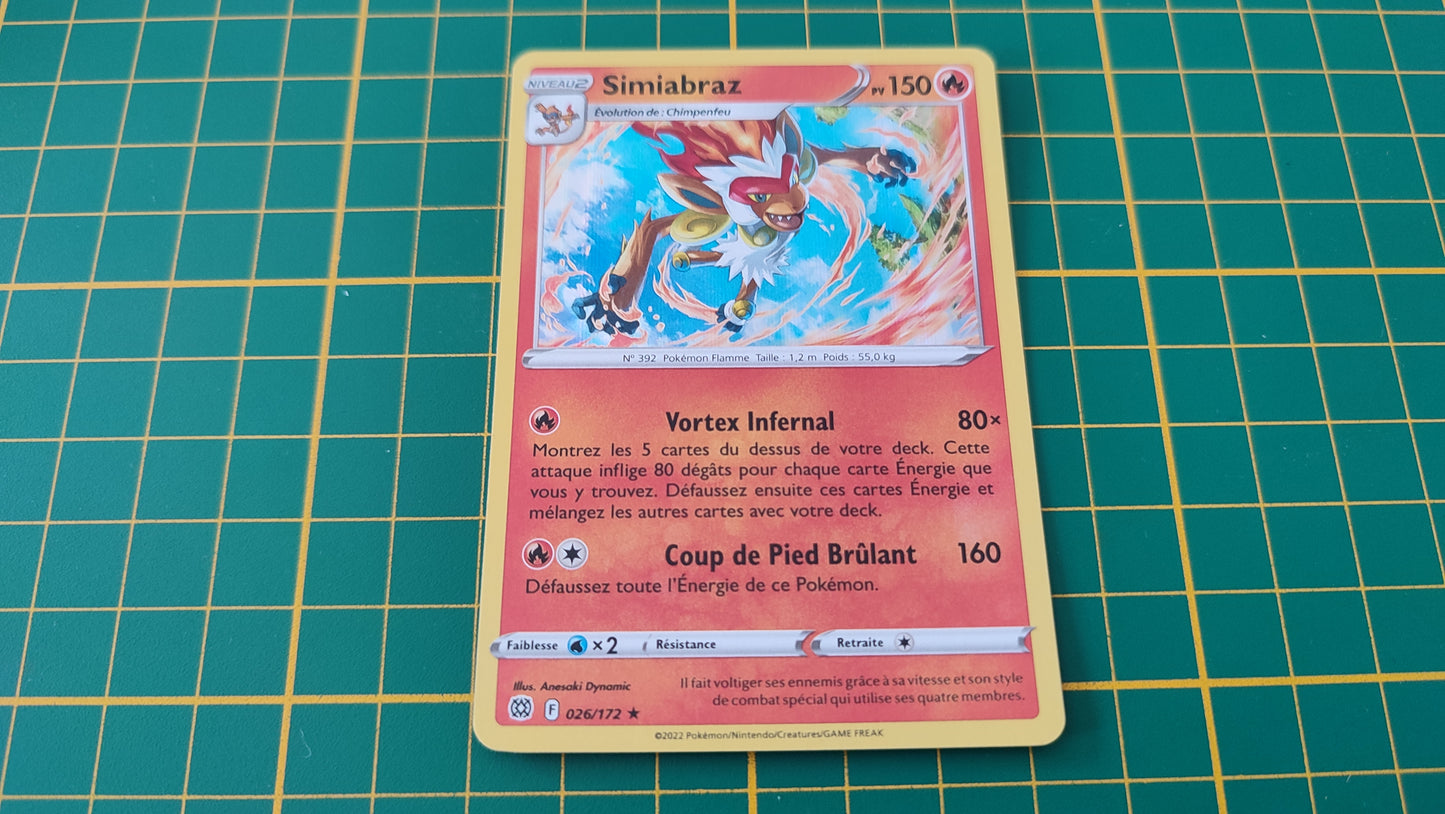 NIVEAU 2
Simiabraz
PV 150
Évolution de : Chimpenfeu
N° 392 Pokémon Flamme Taille : 1,2 m Poids : 55,0 kg
Vortex Infernal 80×
Montrez les 5 cartes du dessus de votre deck. Cette
attaque inflige 80 dégâts pour chaque carte Énergie que
vous y trouvez. Défaussez ensuite ces cartes Énergie et
mélangez les autres cartes avec votre deck.
Coup de Pied Brûlant 160
Défaussez toute l'Énergie de ce Pokémon.
Faiblesse ×2 Résistance Retraite
Illus. Anesaki Dynamic
F 026/172 ★
Il fait voltiger ses ennemis grâce à sa vitesse et son style
de combat spécial qui utilise ses quatre membres.
©2022 Pokémon/Nintendo/Creatures/GAME FREAK